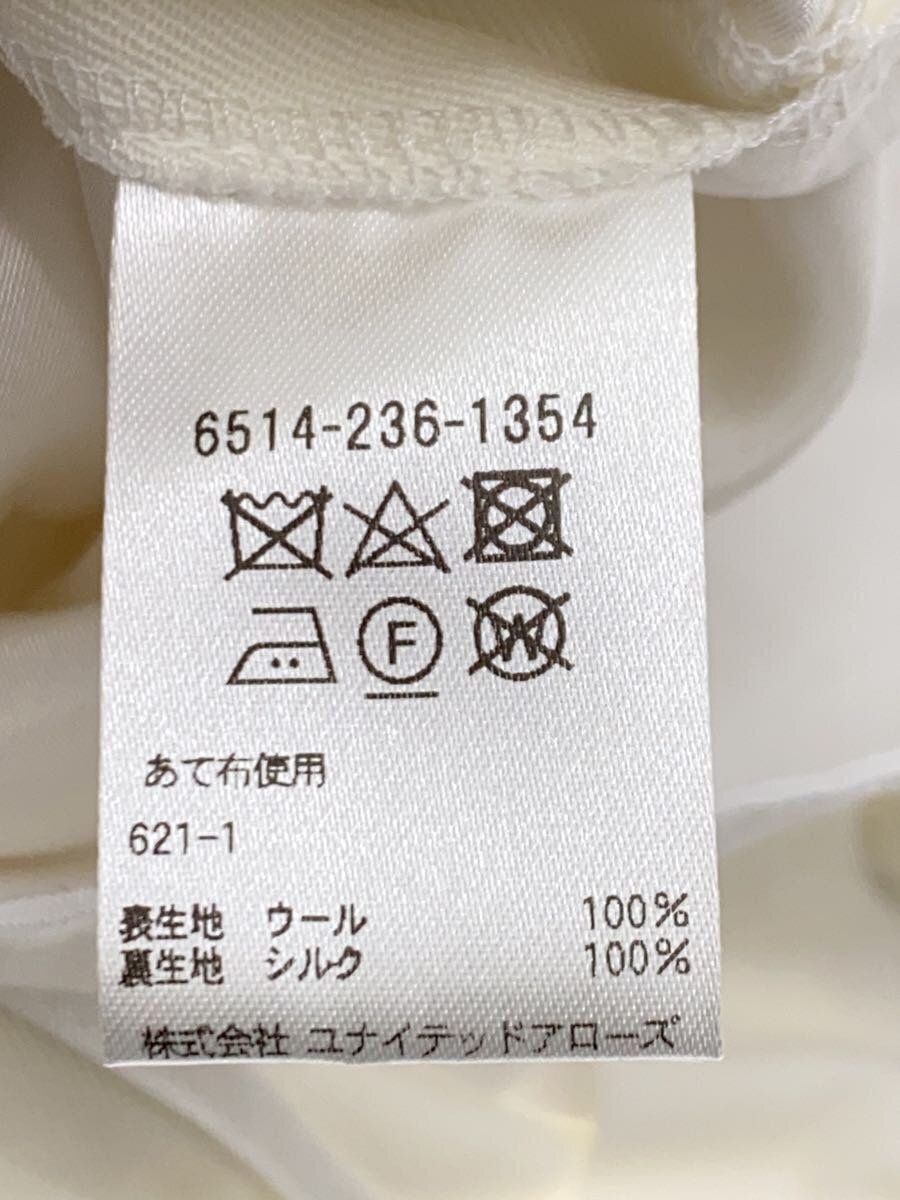 6514-236-1354
F W
あて布使用
621-1
表生地 ウール 100%
裏生地 シルク 100%
株式会社 ユナイテッドアローズ